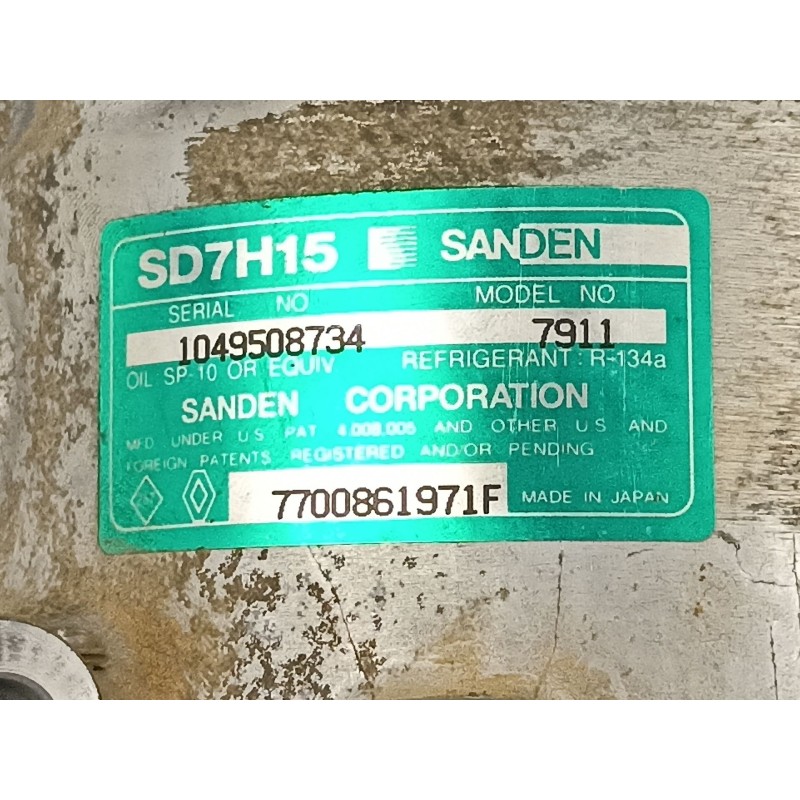 SD7H15 SANDEN
SERIAL NO MODEL NO
1049508734 7911
OIL SP-10 OR EQUIV REFRIGERANT: R-134a
SANDEN CORPORATION
MFD UNDER U S PAT 4.008.005 AND OTHER U S AND
FOREIGN PATENTS REGISTERED AND/OR PENDING
7700861971F MADE IN JAPAN